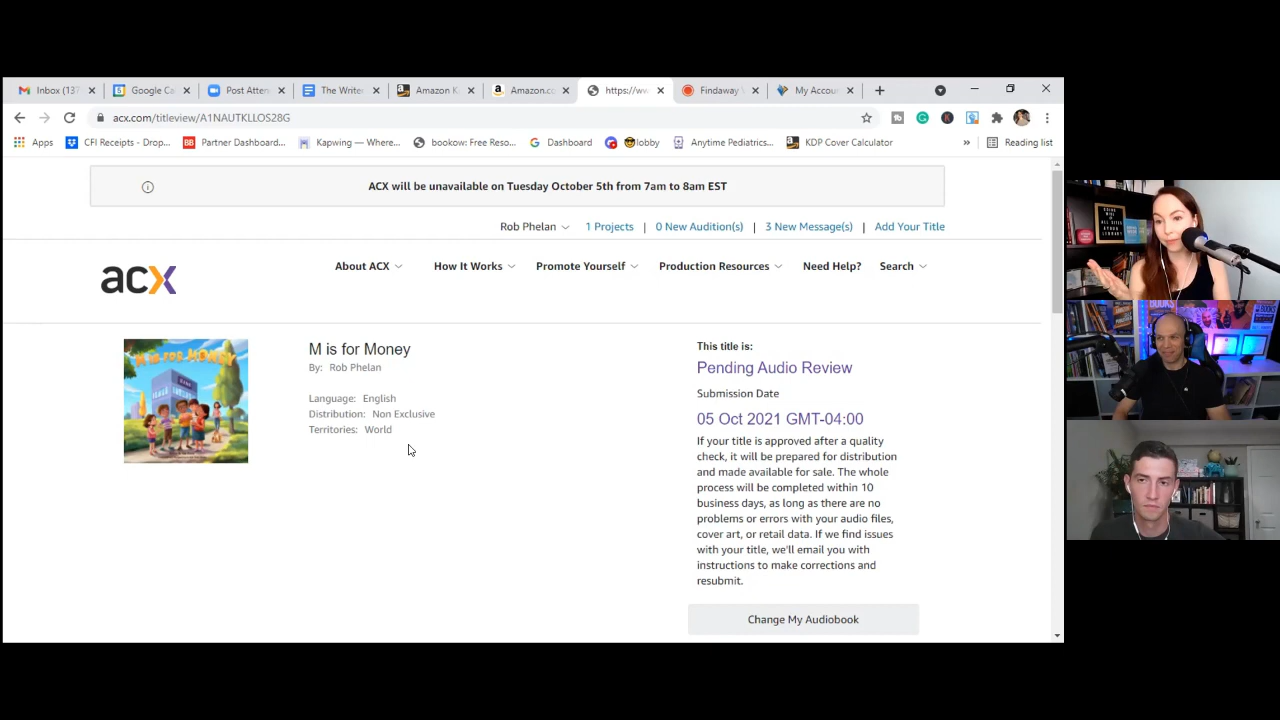 Inbox (137
Google Ca
Post Atten
The Writer
Amazon K
Amazon.co
https://ww
Findaway V
My Accou
acx.com/titleview/A1NAUTKLLOS28G
Apps
CFI Receipts - Drop...
Partner Dashboard...
Kapwing — Where...
bookow: Free Reso...
Dashboard
lobby
Anytime Pediatrics...
KDP Cover Calculator
»
Reading list
ACX will be unavailable on Tuesday October 5th from 7am to 8am EST
Rob Phelan
1 Projects | 0 New Audition(s) | 3 New Message(s) | Add Your Title
acx
About ACX
How It Works
Promote Yourself
Production Resources
Need Help?
Search
M IS FOR MONEY
BANK
M is for Money
By: Rob Phelan
Language: English
Distribution: Non Exclusive
Territories: World
This title is:
Pending Audio Review
Submission Date
05 Oct 2021 GMT-04:00
If your title is approved after a quality
check, it will be prepared for distribution
and made available for sale. The whole
process will be completed within 10
business days, as long as there are no
problems or errors with your audio files,
cover art, or retail data. If we find issues
with your title, we'll email you with
instructions to make corrections and
resubmit.
Change My Audiobook
BOOKS